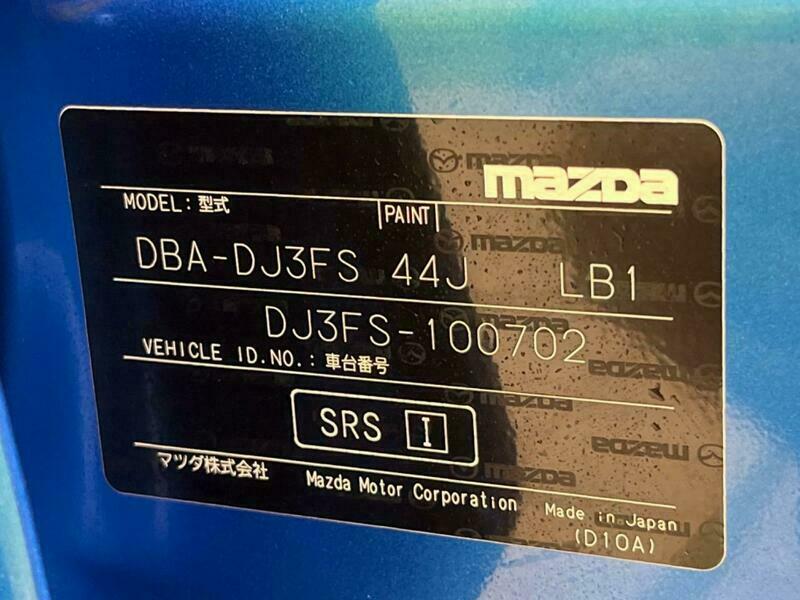 mazda
MODEL: 型式 PAINT
DBA-DJ3FS 44J LB1
DJ3FS-100702
VEHICLE ID.NO.: 車台番号
SRS I
マツダ株式会社 Mazda Motor Corporation Made in Japan
(D10A)